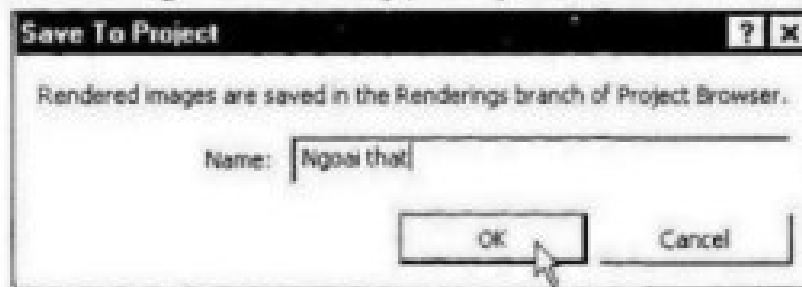 Save To Project ? x
Rendered images are saved in the Renderings branch of Project Browser.
Name: Ngoai that
OK Cancel